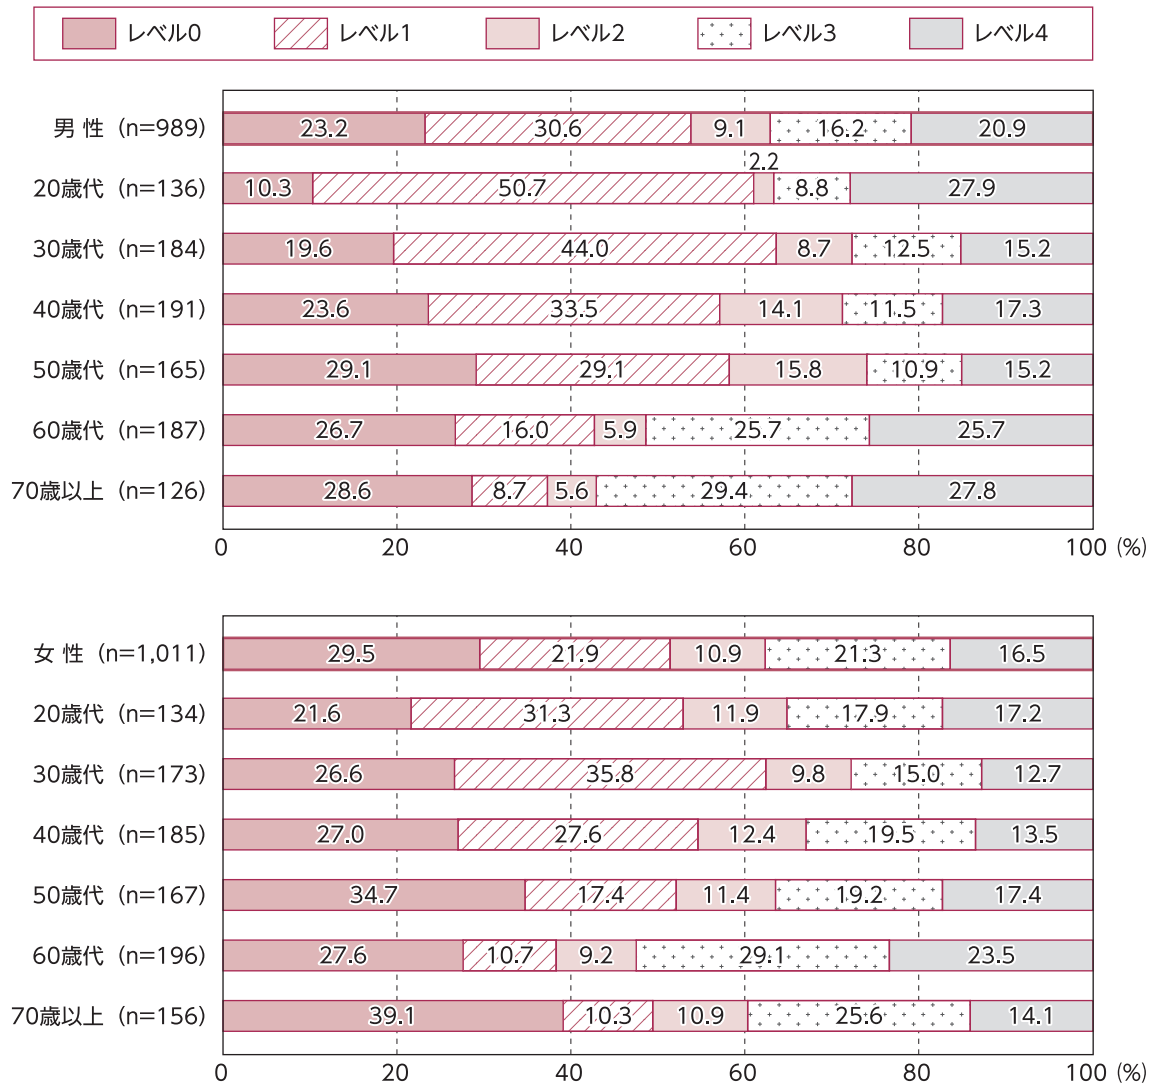 レベル0 レベル1 レベル2 レベル3 レベル4
男 性 (n=989) 23.2 30.6 9.1 16.2 20.9
2.2
20歳代 (n=136) 10.3 50.7 8.8 27.9
30歳代 (n=184) 19.6 44.0 8.7 12.5 15.2
40歳代 (n=191) 23.6 33.5 14.1 11.5 17.3
50歳代 (n=165) 29.1 29.1 15.8 10.9 15.2
60歳代 (n=187) 26.7 16.0 5.9 25.7 25.7
70歳以上 (n=126) 28.6 8.7 5.6 29.4 27.8
0 20 40 60 80 100 (%)
女 性 (n=1,011) 29.5 21.9 10.9 21.3 16.5
20歳代 (n=134) 21.6 31.3 11.9 17.9 17.2
30歳代 (n=173) 26.6 35.8 9.8 15.0 12.7
40歳代 (n=185) 27.0 27.6 12.4 19.5 13.5
50歳代 (n=167) 34.7 17.4 11.4 19.2 17.4
60歳代 (n=196) 27.6 10.7 9.2 29.1 23.5
70歳以上 (n=156) 39.1 10.3 10.9 25.6 14.1
0 20 40 60 80 100 (%)